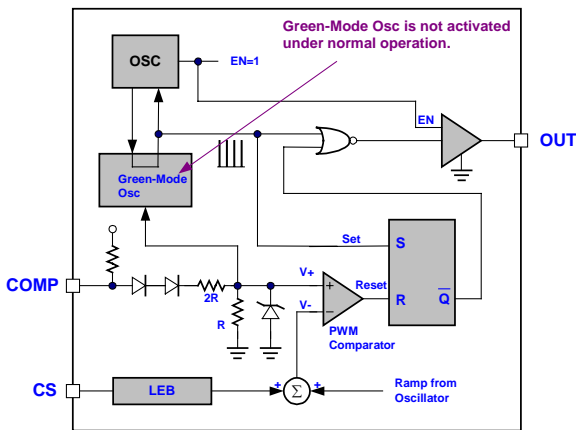 Green-Mode Osc is not activated
under normal operation.
OSC
EN=1
EN
OUT
Green-Mode
Osc
Set
S
COMP
V+
+
Reset
R
Q
2R
R
V-
−
PWM
Comparator
CS
LEB
+
Σ
+
Ramp from
Oscillator